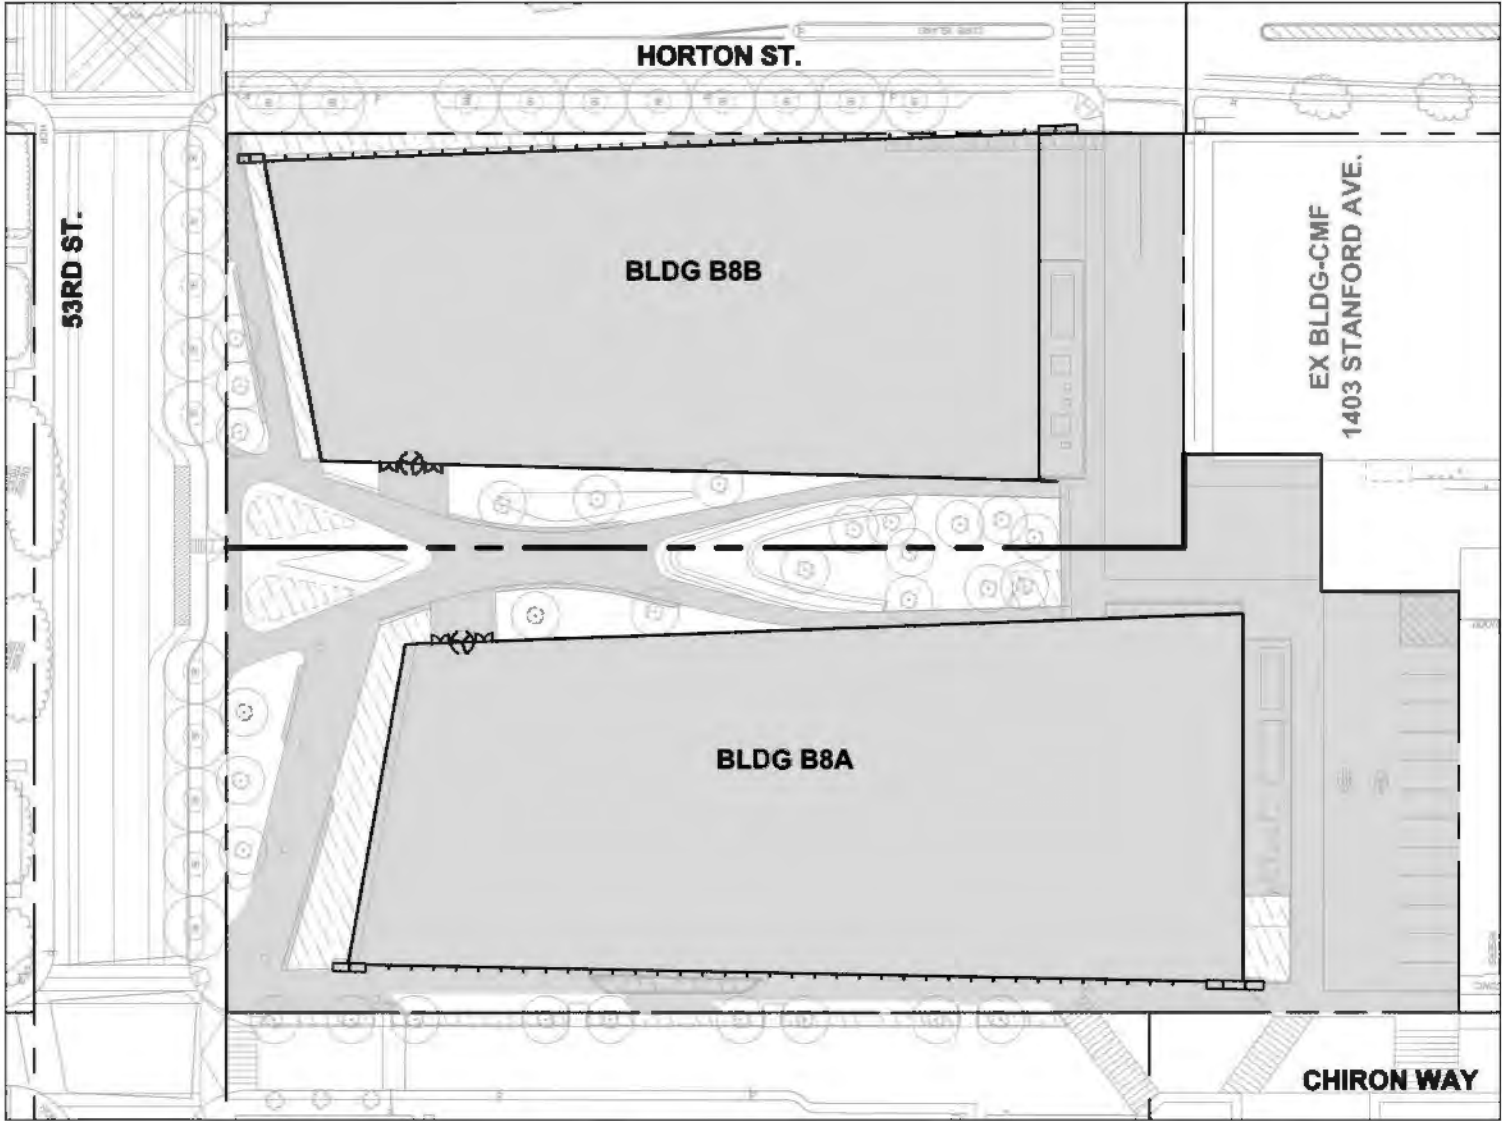 HORTON ST.
53RD ST.
BLDG B8B
EX BLDG-CMF
1403 STANFORD AVE.
BLDG B8A
CHIRON WAY